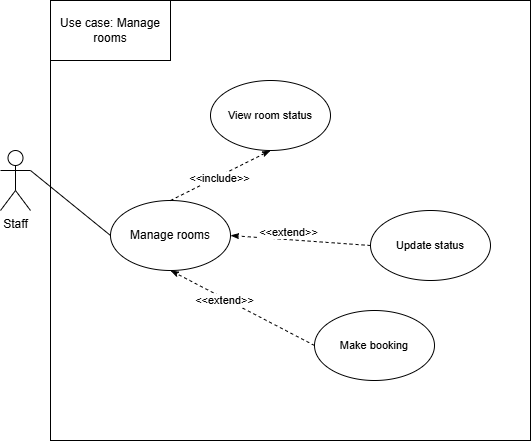 Use case: Manage
rooms
View room status
<<include>>
Staff
Manage rooms
<<extend>>
Update status
<<extend>>
Make booking